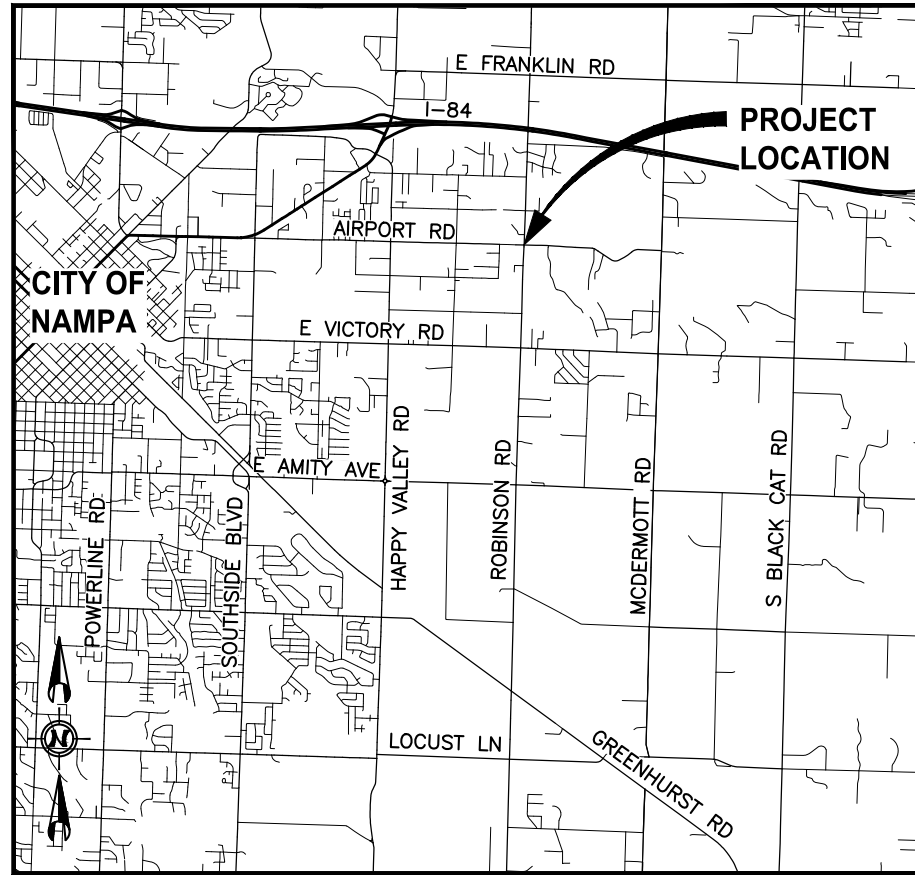 E FRANKLIN RD
I-84
PROJECT
LOCATION
AIRPORT RD
CITY OF
NAMPA
E VICTORY RD
E AMITY AVE
HAPPY VALLEY RD
ROBINSON RD
MCDERMOTT RD
S BLACK CAT RD
POWERLINE RD
SOUTHSIDE BLVD
N
LOCUST LN
GREENHURST RD